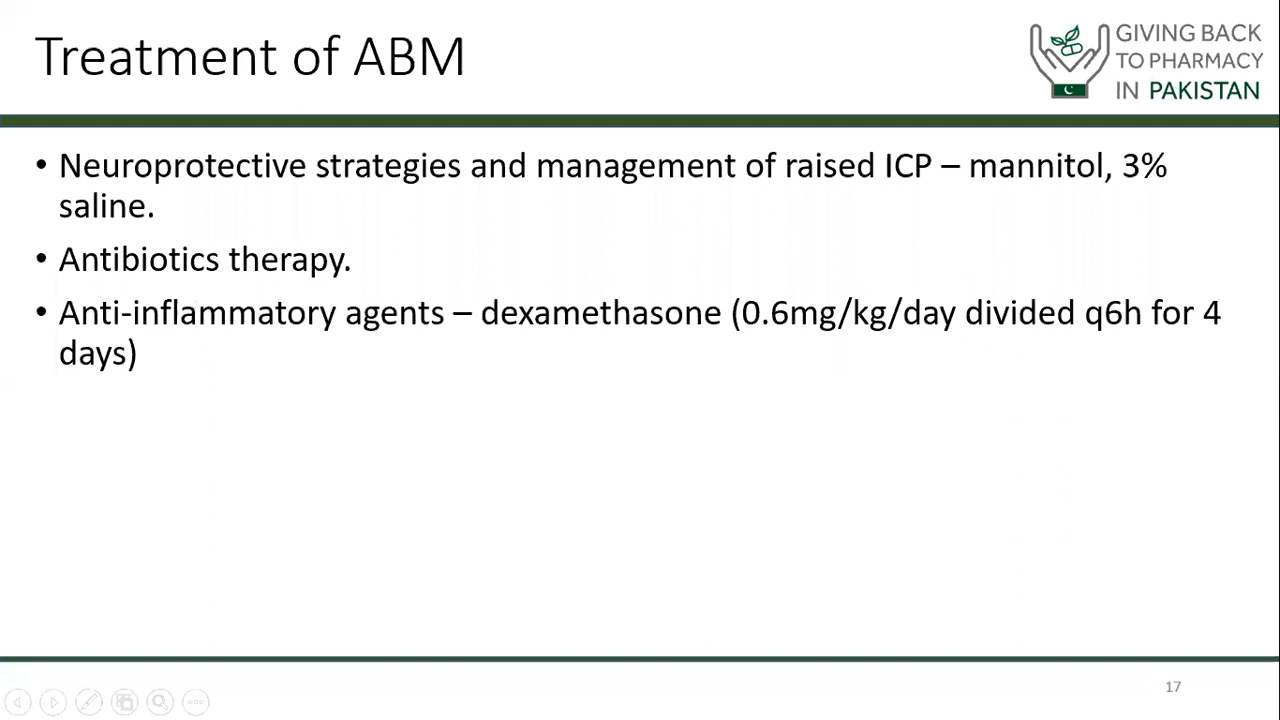 Treatment of ABM
GIVING BACK
TO PHARMACY
IN PAKISTAN
• Neuroprotective strategies and management of raised ICP – mannitol, 3%
saline.
• Antibiotics therapy.
• Anti-inflammatory agents – dexamethasone (0.6mg/kg/day divided q6h for 4
days)
17